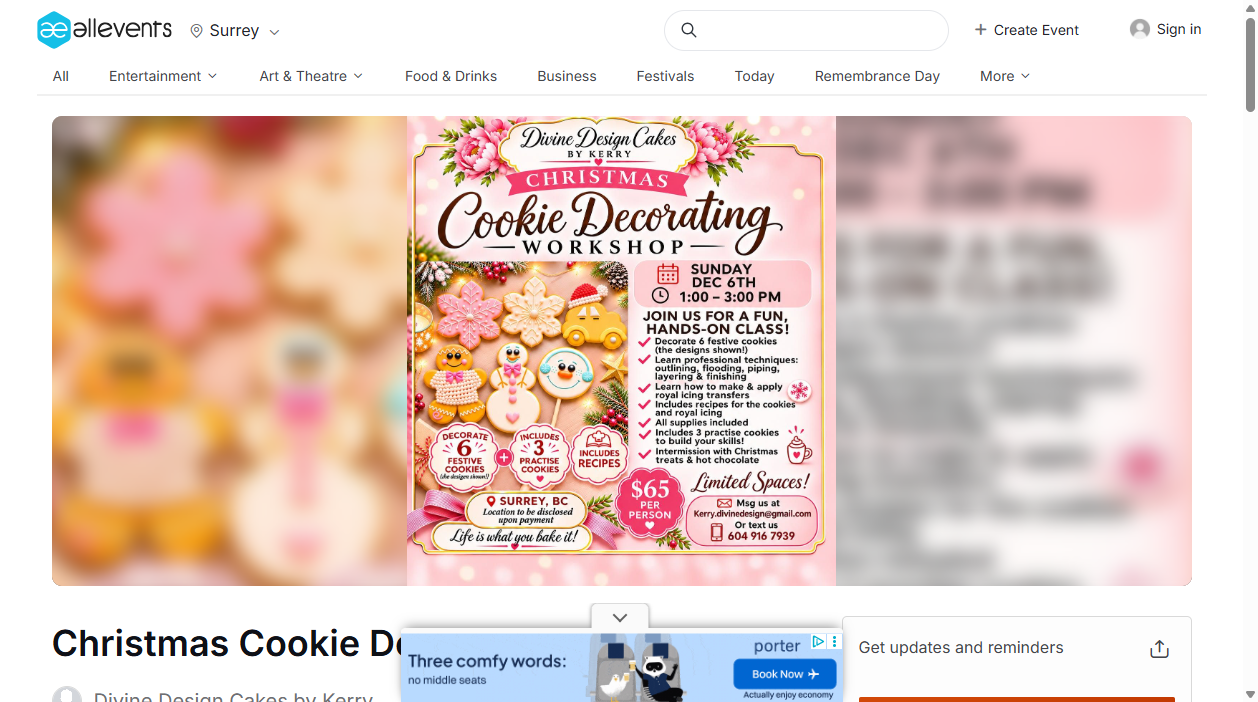 allevents
Surrey
Create Event
Sign in
All
Entertainment
Art & Theatre
Food & Drinks
Business
Festivals
Today
Remembrance Day
More
Divine Design Cakes
BY KERRY
CHRISTMAS
Cookie Decorating
WORKSHOP
SUNDAY
DEC 6TH
1:00 – 3:00 PM
JOIN US FOR A FUN,
HANDS-ON CLASS!
Decorate 6 festive cookies
(the designs shown!)
Learn professional techniques:
outlining, flooding, piping,
layering & finishing
Learn how to make & apply
royal icing transfers
Includes recipes for the cookies
and royal icing
All supplies included
Includes 3 practise cookies
to build your skills!
Intermission with Christmas
treats & hot chocolate
DECORATE
6
FESTIVE
COOKIES
(the designs shown!)
+
INCLUDES
3
PRACTISE
COOKIES
INCLUDES
RECIPES
$65
PER
PERSON
Limited Spaces!
Msg us at
Kerry.divinedesign@gmail.com
Or text us
604 916 7939
SURREY, BC
Location to be disclosed
upon payment
Life is what you bake it!
Christmas Cookie De
Divine Design Cakes by Kerry
Three comfy words:
no middle seats
porter
Book Now
Actually enjoy economy
Get updates and reminders